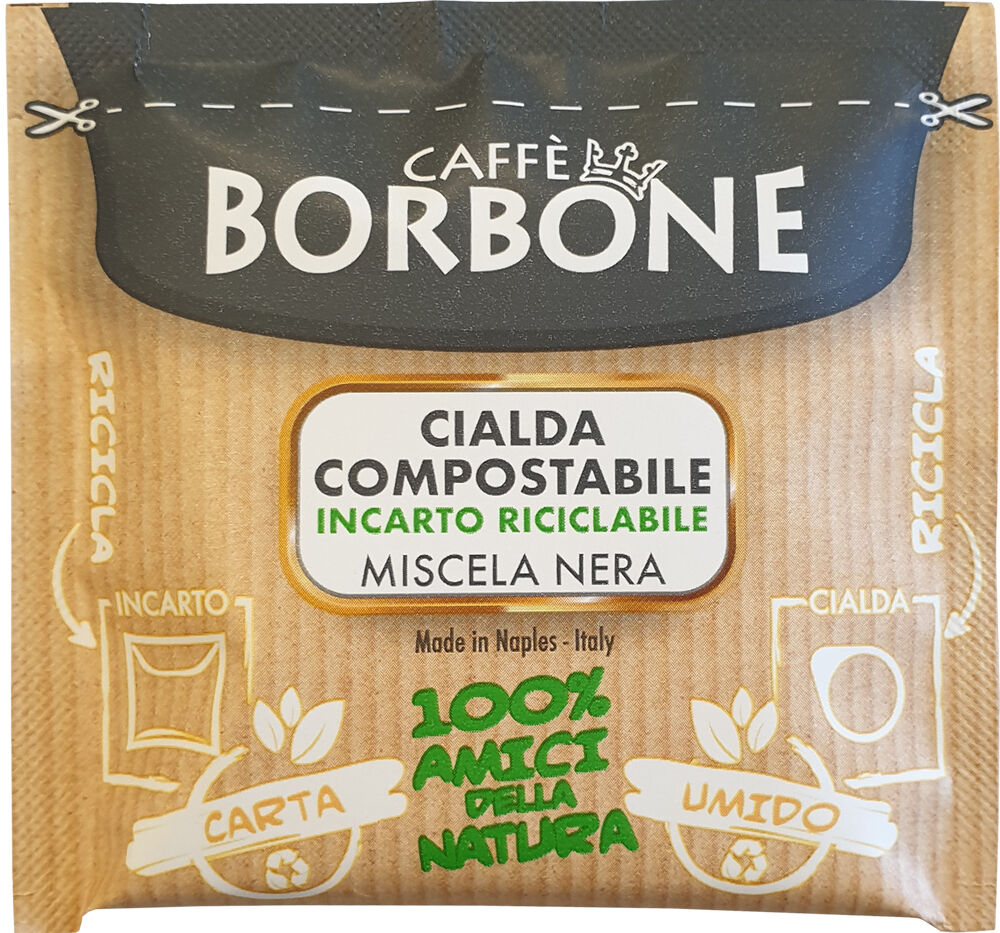 CAFFÈ
BORBONE
RICICLA
RICICLA
CIALDA
COMPOSTABILE
INCARTO RICICLABILE
MISCELA NERA
INCARTO
CIALDA
Made in Naples - Italy
100%
AMICI
DELLA
NATURA
CARTA
UMIDO